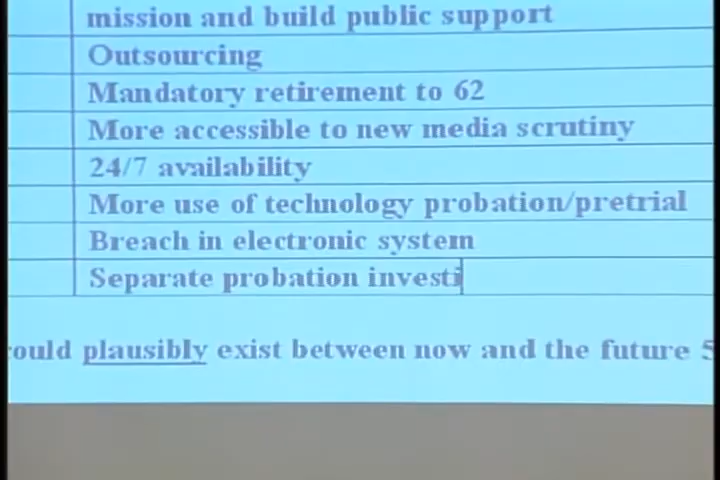 mission and build public support
Outsourcing
Mandatory retirement to 62
More accessible to new media scrutiny
24/7 availability
More use of technology probation/pretrial
Breach in electronic system
Separate probation investi
ould plausibly exist between now and the future 5